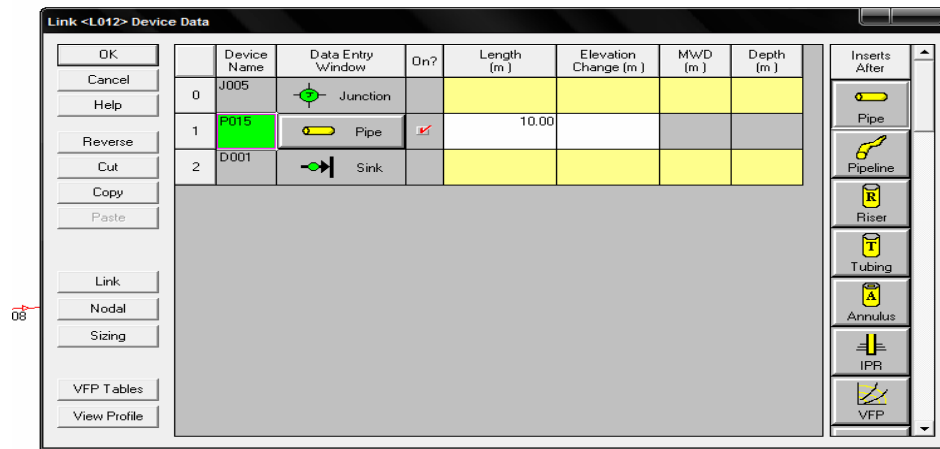 Link <L012> Device Data
OK
Cancel
Help
Reverse
Cut
Copy
Paste
Link
Nodal
Sizing
VFP Tables
View Profile
Device Name Data Entry Window On? Length (m ) Elevation Change (m ) MWD (m ) Depth (m )
0 J005 Junction
1 P015 Pipe 10.00
2 D001 Sink
Inserts After
Pipe
Pipeline
R
Riser
T
Tubing
A
Annulus
IPR
VFP
08